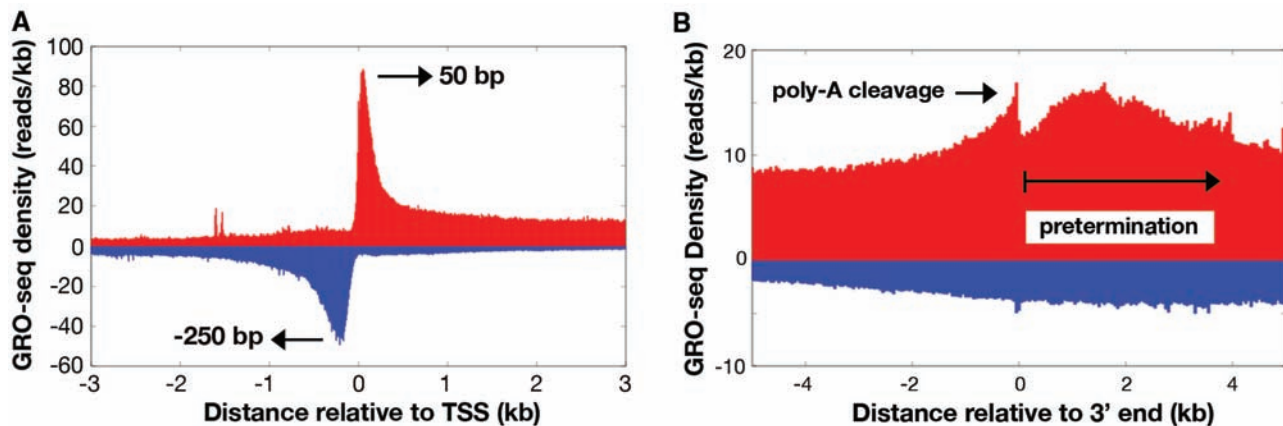 A
GRO-seq density (reads/kb)
100
80
60
40
20
0
-20
-40
-60
50 bp
-250 bp
-3
-2
-1
0
1
2
3
Distance relative to TSS (kb)
B
GRO-seq Density (reads/kb)
20
10
0
-10
poly-A cleavage
pretermination
-4
-2
0
2
4
Distance relative to 3' end (kb)